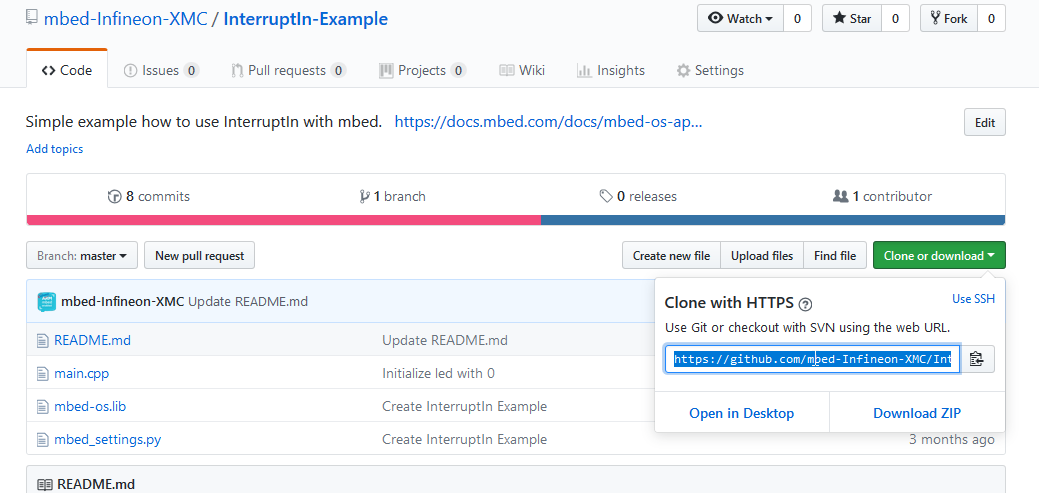 mbed-Infineon-XMC / InterruptIn-Example
Watch 0 Star 0 Fork 0
Code Issues 0 Pull requests 0 Projects 0 Wiki Insights Settings
Simple example how to use InterruptIn with mbed. https://docs.mbed.com/docs/mbed-os-ap...
Edit
Add topics
8 commits 1 branch 0 releases 1 contributor
Branch: master New pull request Create new file Upload files Find file Clone or download
mbed-Infineon-XMC Update README.md
README.md Update README.md
main.cpp Initialize led with 0
mbed-os.lib Create InterruptIn Example
mbed_settings.py Create InterruptIn Example 3 months ago
Clone with HTTPS ? Use SSH
Use Git or checkout with SVN using the web URL.
https://github.com/mbed-Infineon-XMC/Int
Open in Desktop Download ZIP
README.md